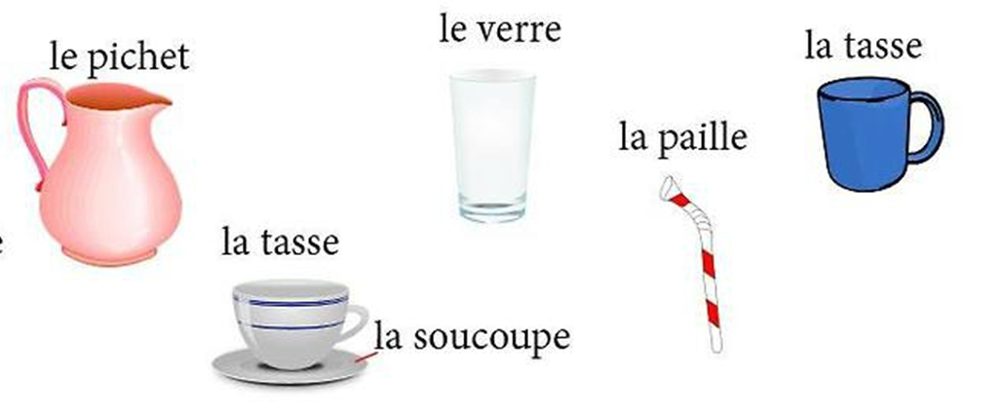 le pichet
le verre
la tasse
la paille
la tasse
la soucoupe